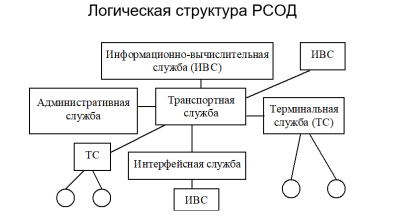 Логическая структура РСОД
Информационно-вычислительная
служба (ИВС)
ИВС
Административная
служба
Транспортная
служба
Терминальная
служба (ТС)
ТС
Интерфейсная служба
ИВС